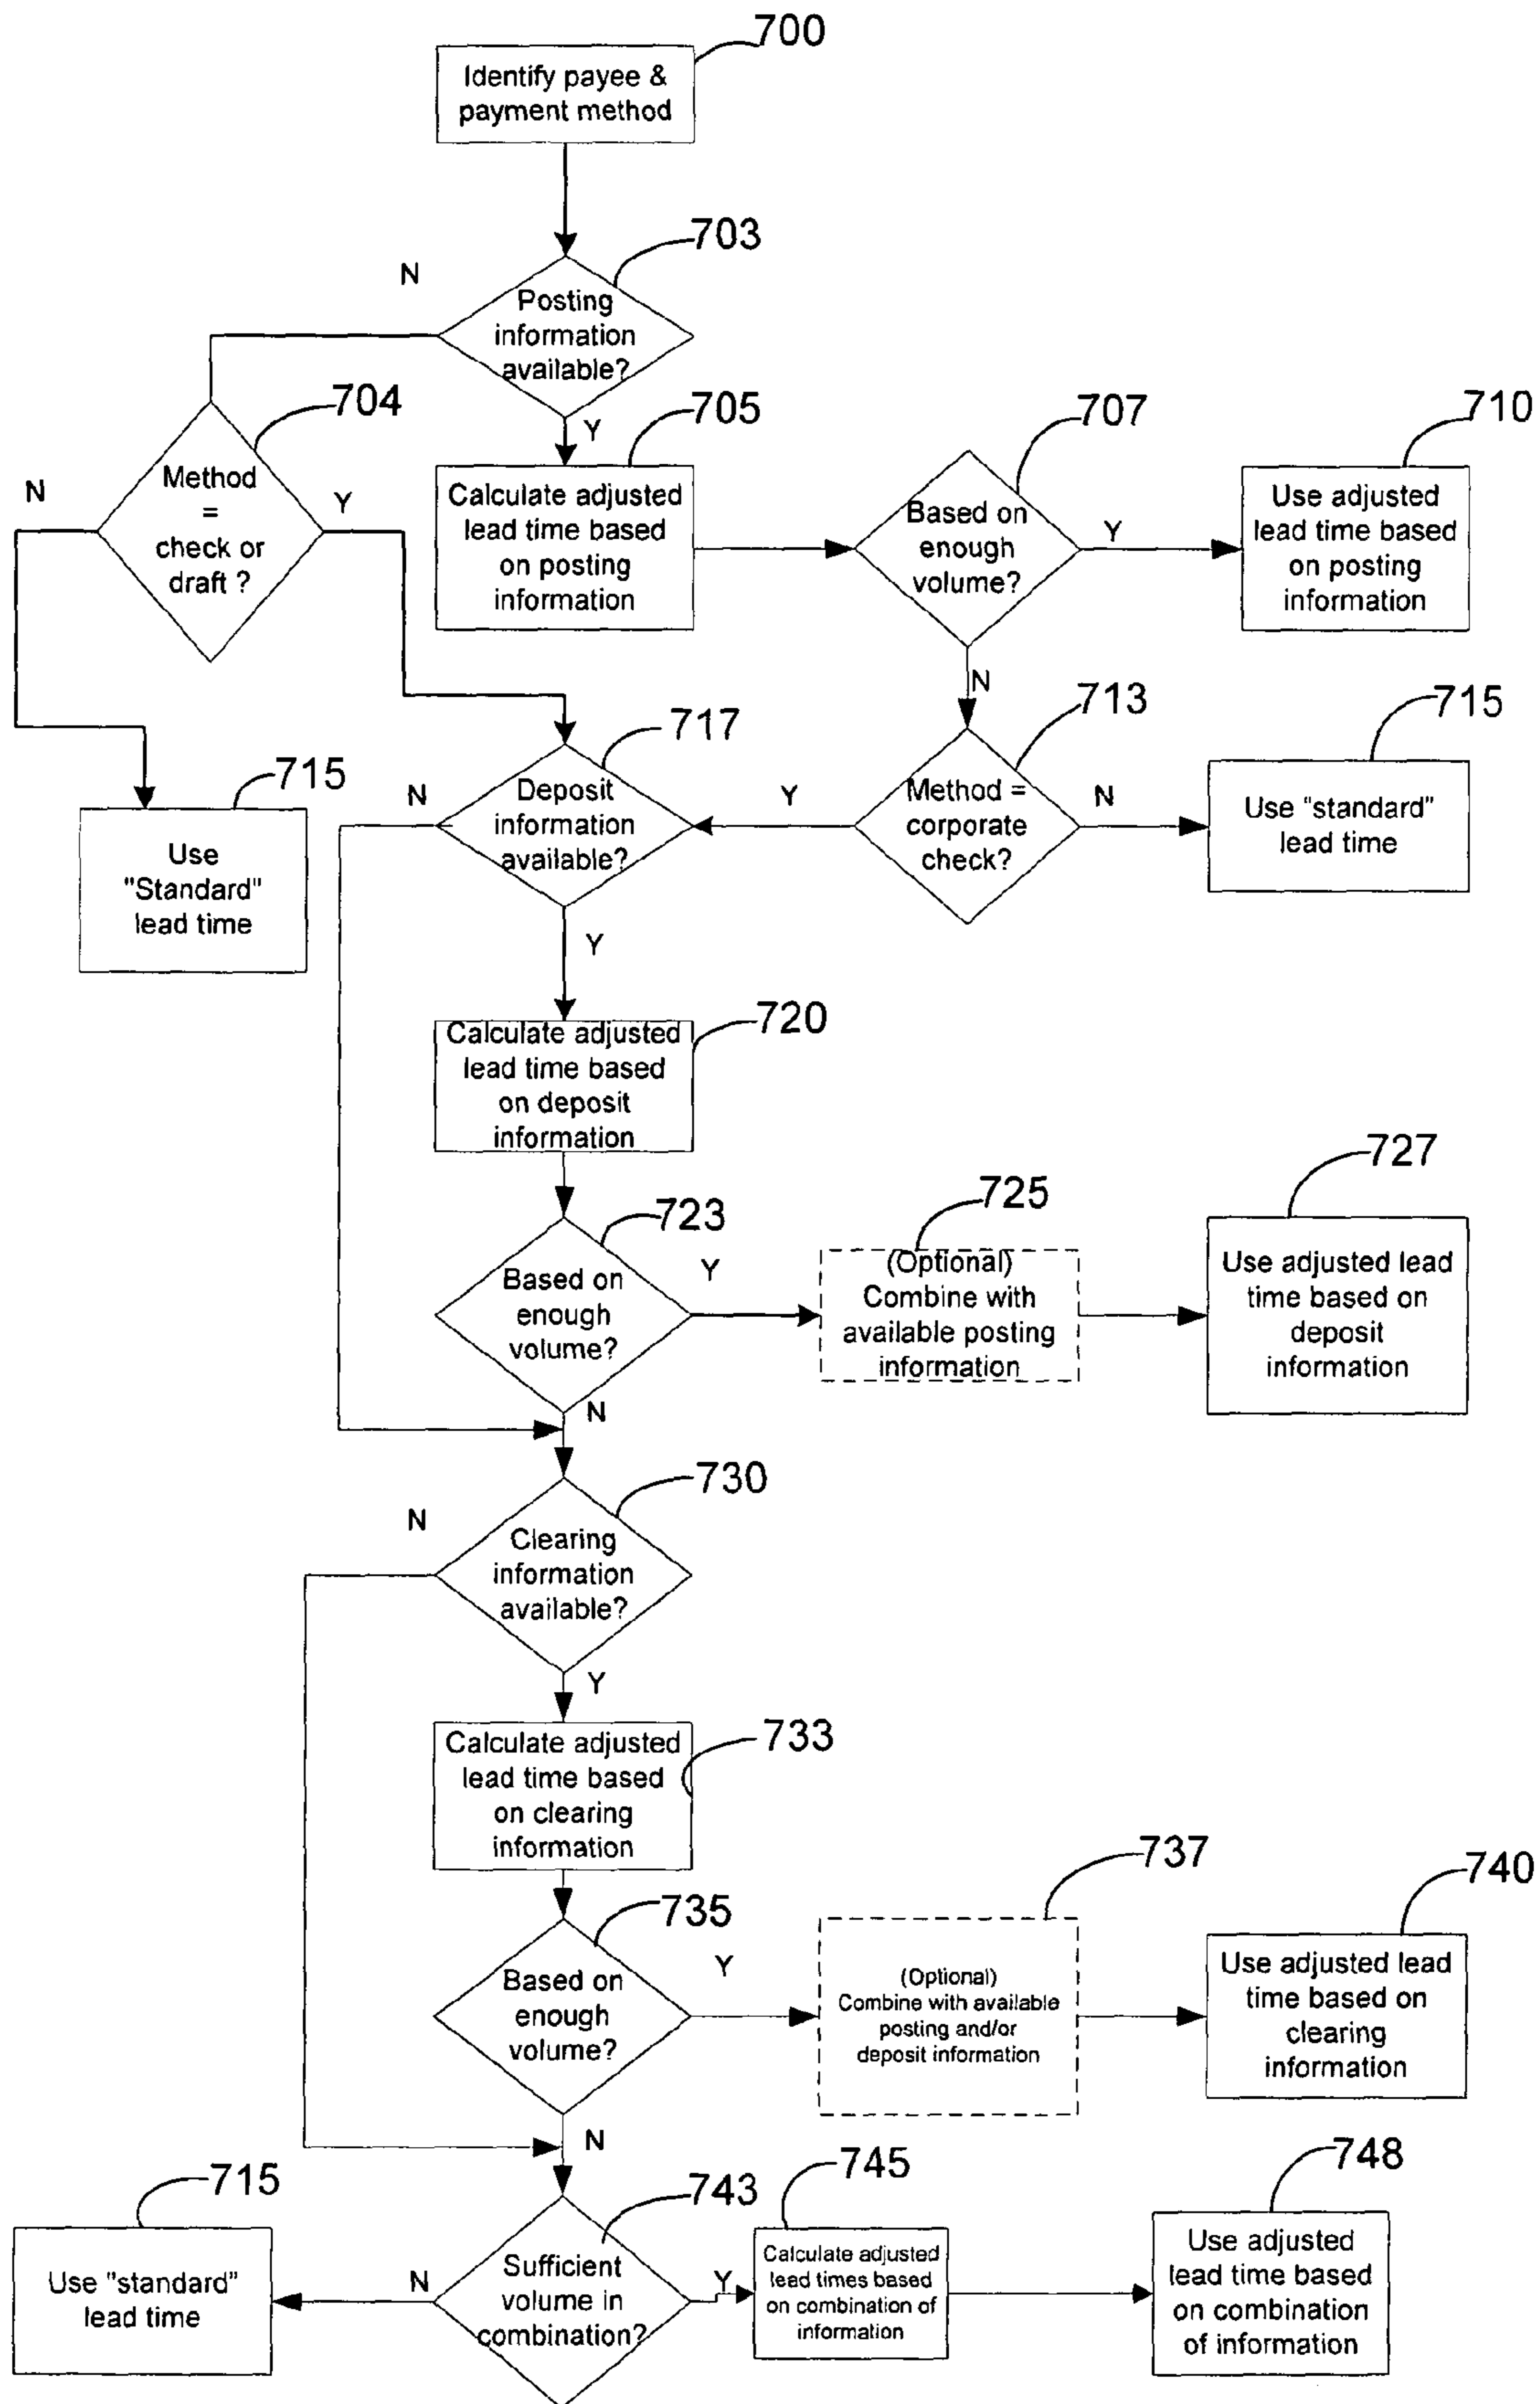 700
Identify payee &
payment method
703
N
Posting
information
available?
Y
704
N
Method
=
check or
draft ?
Y
705
Calculate adjusted
lead time based
on posting
information
707
Based on
enough
volume?
Y
N
710
Use adjusted
lead time based
on posting
information
713
Method =
corporate
check?
Y
N
715
Use "standard"
lead time
715
Use
"Standard"
lead time
717
N
Deposit
information
available?
Y
720
Calculate adjusted
lead time based
on deposit
information
723
Based on
enough
volume?
Y
N
725
(Optional)
Combine with
available posting
information
727
Use adjusted lead
time based on
deposit
information
730
N
Clearing
information
available?
Y
733
Calculate adjusted
lead time based
on clearing
information
735
Based on
enough
volume?
Y
N
737
(Optional)
Combine with available
posting and/or
deposit information
740
Use adjusted lead
time based on
clearing
information
743
Sufficient
volume in
combination?
N
Y
715
Use "standard"
lead time
745
Calculate adjusted
lead times based
on combination of
information
748
Use adjusted
lead time based
on combination
of information